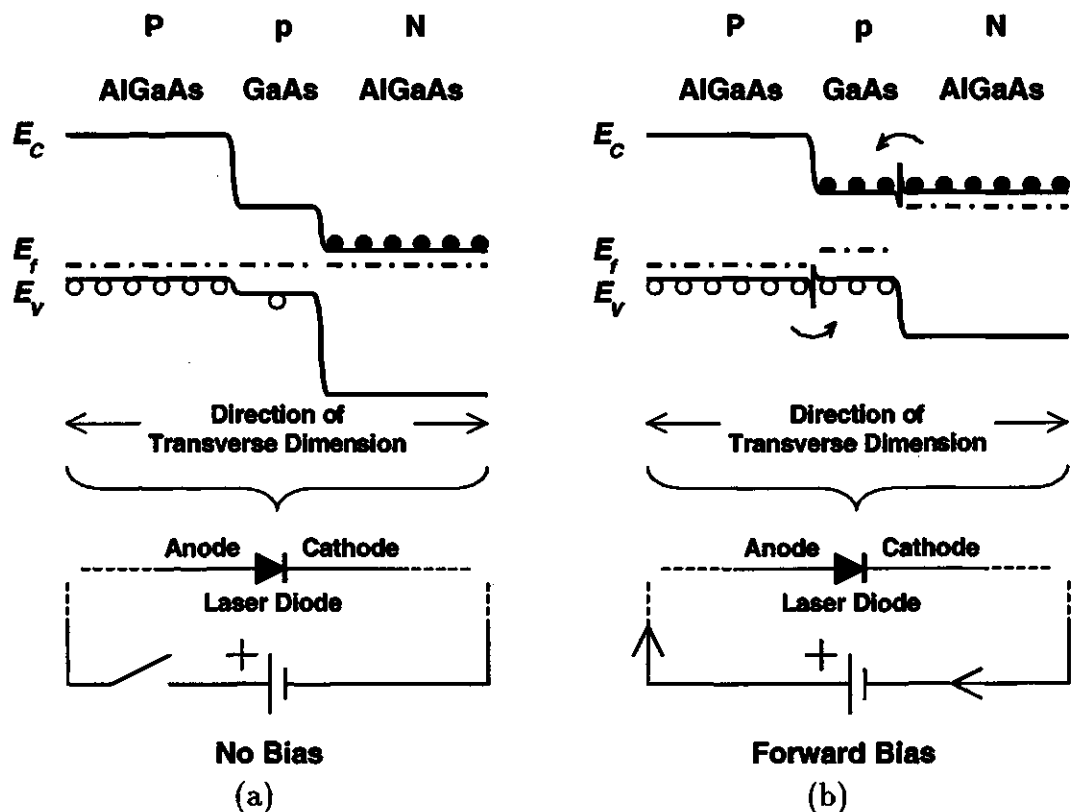 P p N
AlGaAs GaAs AlGaAs
E_C
E_f
E_V
Direction of
Transverse Dimension
Anode Cathode
Laser Diode
+
No Bias
(a)
P p N
AlGaAs GaAs AlGaAs
E_C
E_f
E_V
Direction of
Transverse Dimension
Anode Cathode
Laser Diode
+
Forward Bias
(b)